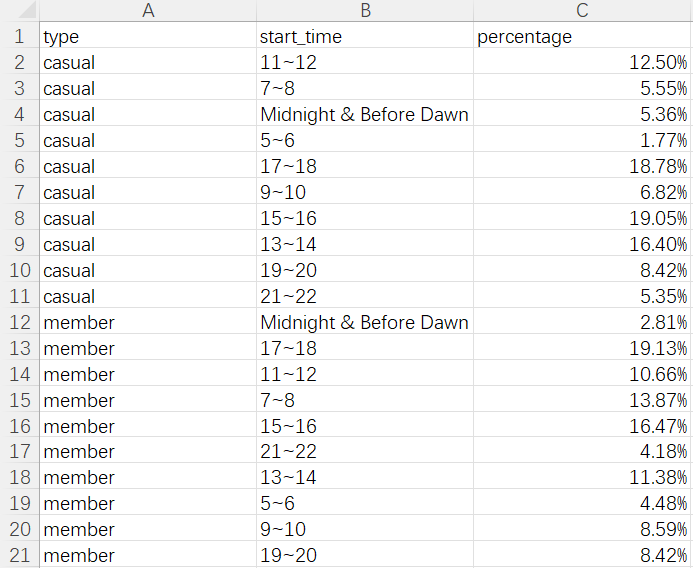 A B C
1 type start_time percentage
2 casual 11~12 12.50%
3 casual 7~8 5.55%
4 casual Midnight & Before Dawn 5.36%
5 casual 5~6 1.77%
6 casual 17~18 18.78%
7 casual 9~10 6.82%
8 casual 15~16 19.05%
9 casual 13~14 16.40%
10 casual 19~20 8.42%
11 casual 21~22 5.35%
12 member Midnight & Before Dawn 2.81%
13 member 17~18 19.13%
14 member 11~12 10.66%
15 member 7~8 13.87%
16 member 15~16 16.47%
17 member 21~22 4.18%
18 member 13~14 11.38%
19 member 5~6 4.48%
20 member 9~10 8.59%
21 member 19~20 8.42%